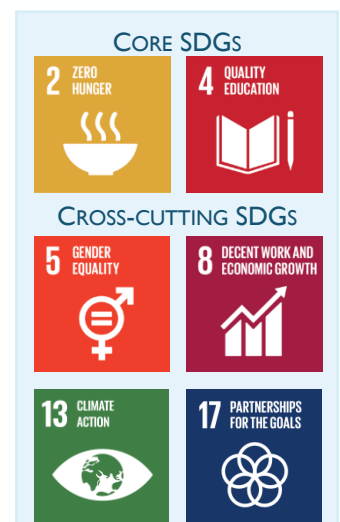 CORE SDGS
2 ZERO
HUNGER
4 QUALITY
EDUCATION
CROSS-CUTTING SDGS
5 GENDER
EQUALITY
8 DECENT WORK AND
ECONOMIC GROWTH
13 CLIMATE
ACTION
17 PARTNERSHIPS
FOR THE GOALS